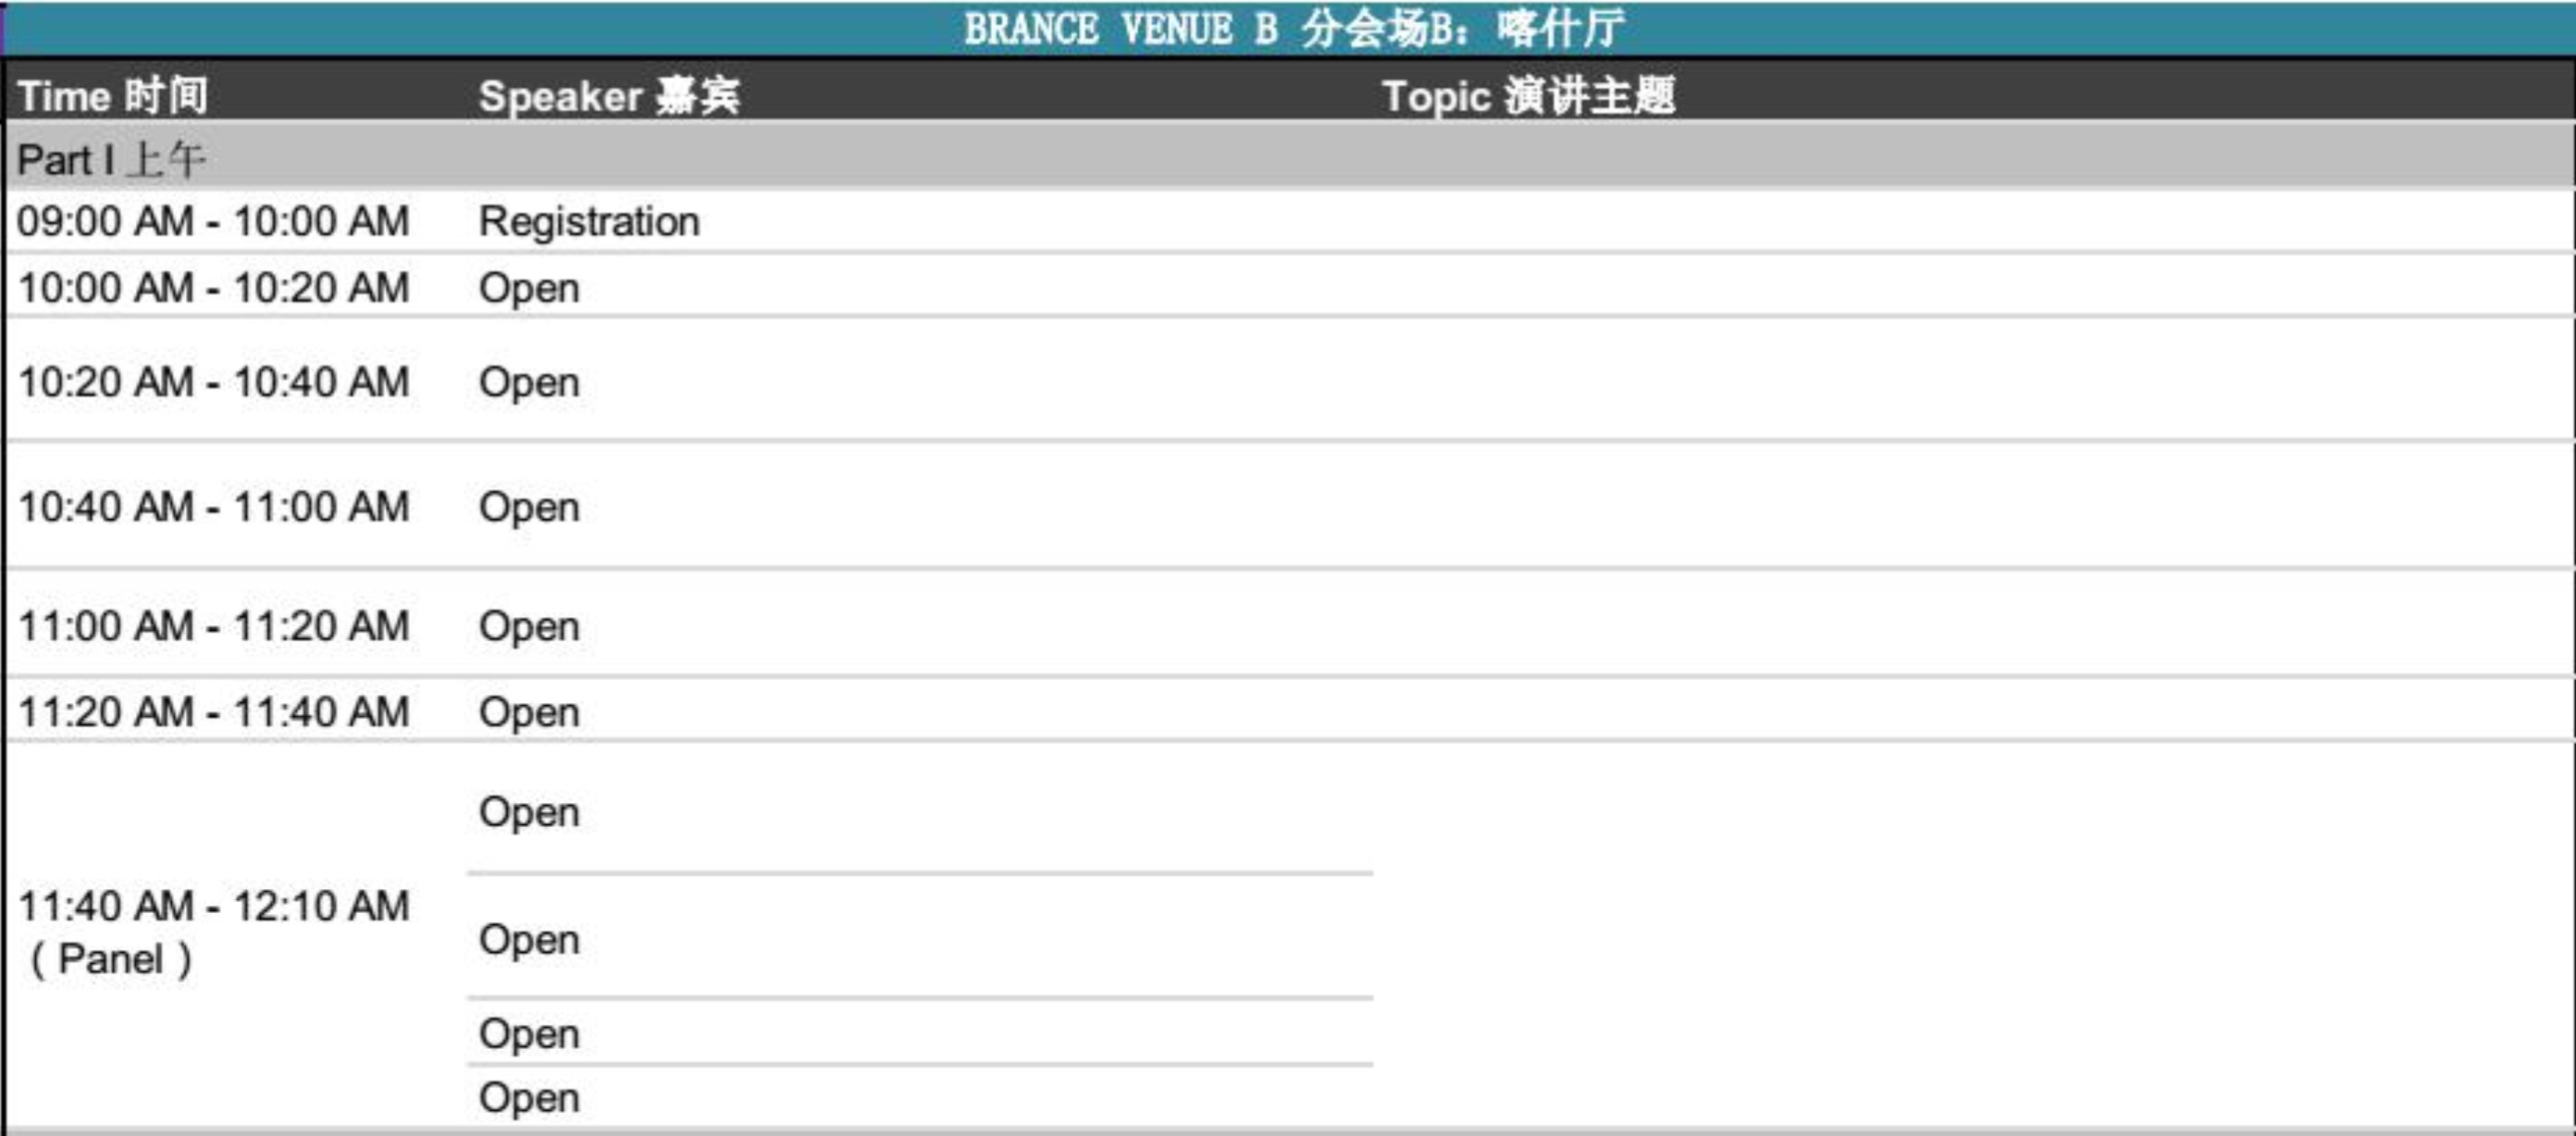 BRANCE VENUE B 分会场B：喀什厅
Time 时间 Speaker 嘉宾 Topic 演讲主题
Part I 上午
09:00 AM - 10:00 AM Registration
10:00 AM - 10:20 AM Open
10:20 AM - 10:40 AM Open
10:40 AM - 11:00 AM Open
11:00 AM - 11:20 AM Open
11:20 AM - 11:40 AM Open
11:40 AM - 12:10 AM
（Panel）
Open
Open
Open
Open